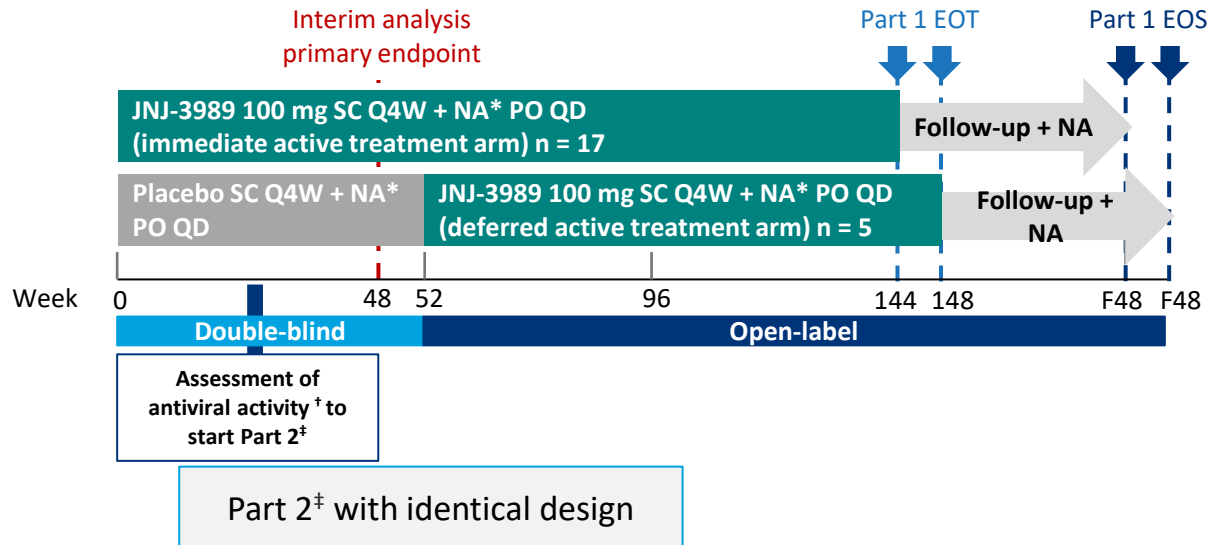 Interim analysis
primary endpoint
Part 1 EOT
Part 1 EOS
JNJ-3989 100 mg SC Q4W + NA* PO QD
(immediate active treatment arm) n = 17
Follow-up + NA
Placebo SC Q4W + NA*
PO QD
JNJ-3989 100 mg SC Q4W + NA* PO QD
(deferred active treatment arm) n = 5
Follow-up +
NA
Week 0 48 52 96 144 148 F48 F48
Double-blind
Open-label
Assessment of
antiviral activity † to
start Part 2‡
Part 2‡ with identical design